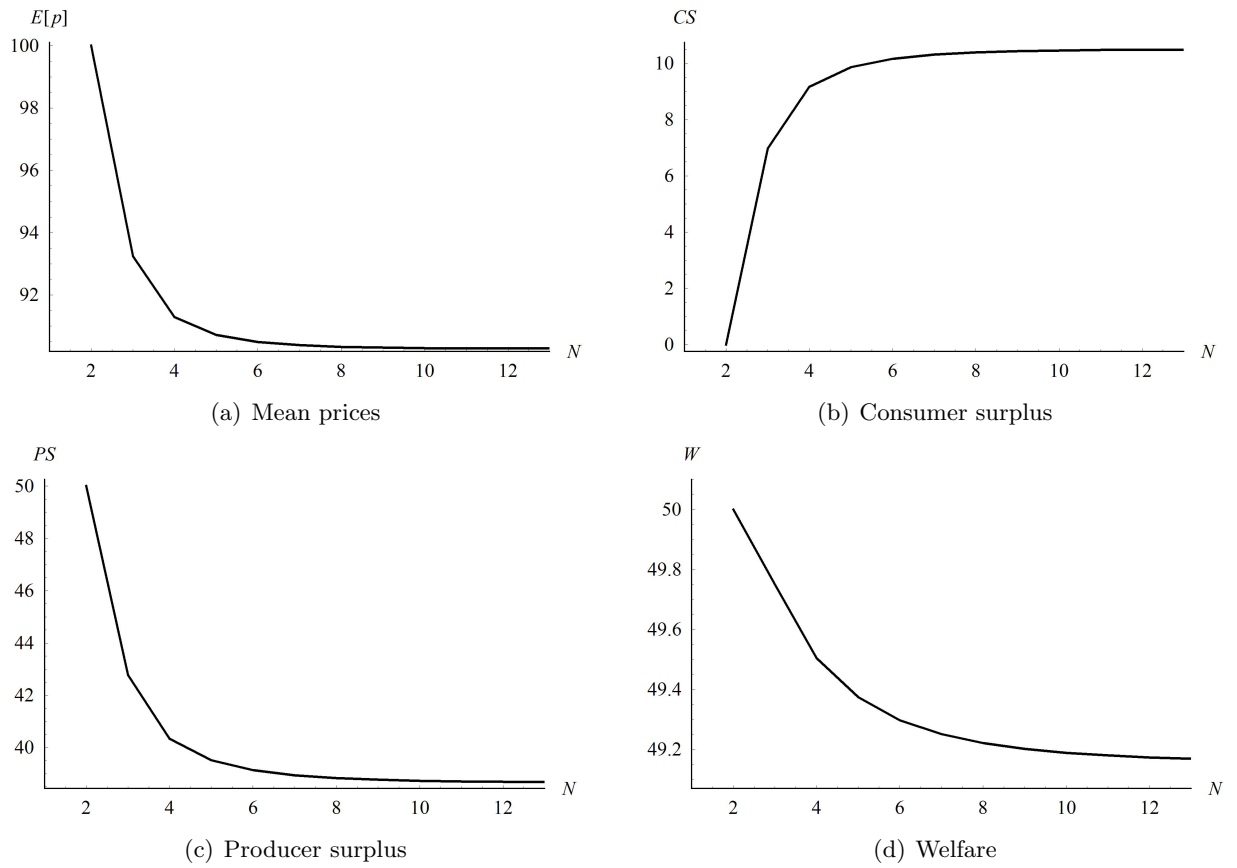 E[p]
100
98
96
94
92
2 4 6 8 10 12
N
(a) Mean prices
CS
10
8
6
4
2
0
2 4 6 8 10 12
N
(b) Consumer surplus
PS
50
48
46
44
42
40
2 4 6 8 10 12
N
(c) Producer surplus
W
50
49.8
49.6
49.4
49.2
2 4 6 8 10 12
N
(d) Welfare